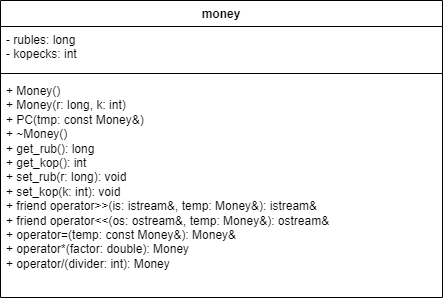 money
- rubles: long
- kopecks: int
+ Money()
+ Money(r: long, k: int)
+ PC(tmp: const Money&)
+ ~Money()
+ get_rub(): long
+ get_kop(): int
+ set_rub(r: long): void
+ set_kop(k: int): void
+ friend operator>>(is: istream&, temp: Money&): istream&
+ friend operator<<(os: ostream&, temp: Money&): ostream&
+ operator=(temp: const Money&): Money&
+ operator*(factor: double): Money
+ operator/(divider: int): Money